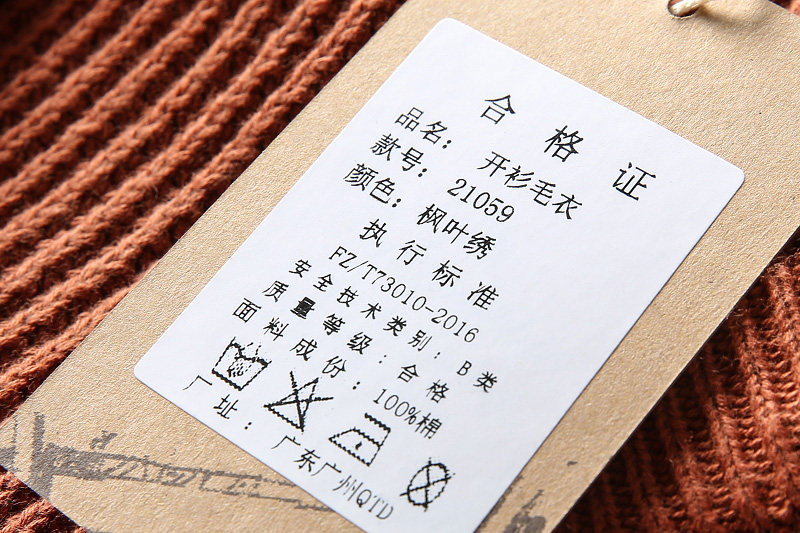 合格证
品名：开衫毛衣
款号：21059
颜色：枫叶绣
执行标准
FZ/T73010-2016
安全技术类别：B类
质量等级：合格
面料成份：100%棉
厂址：广东广州QTD